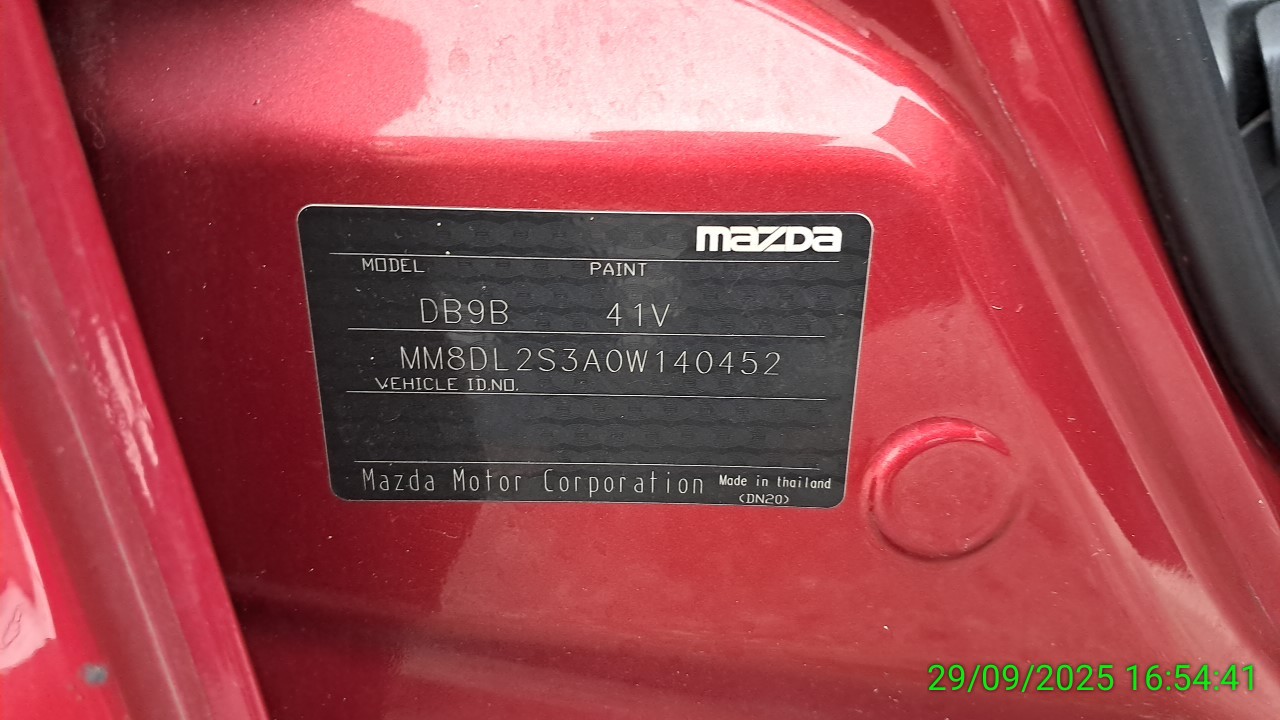 mazda
MODEL PAINT
DB9B 41V
MM8DL2S3A0W140452
VEHICLE ID.NO.
Mazda Motor Corporation Made in thailand
(DN20)
29/09/2025 16:54:41